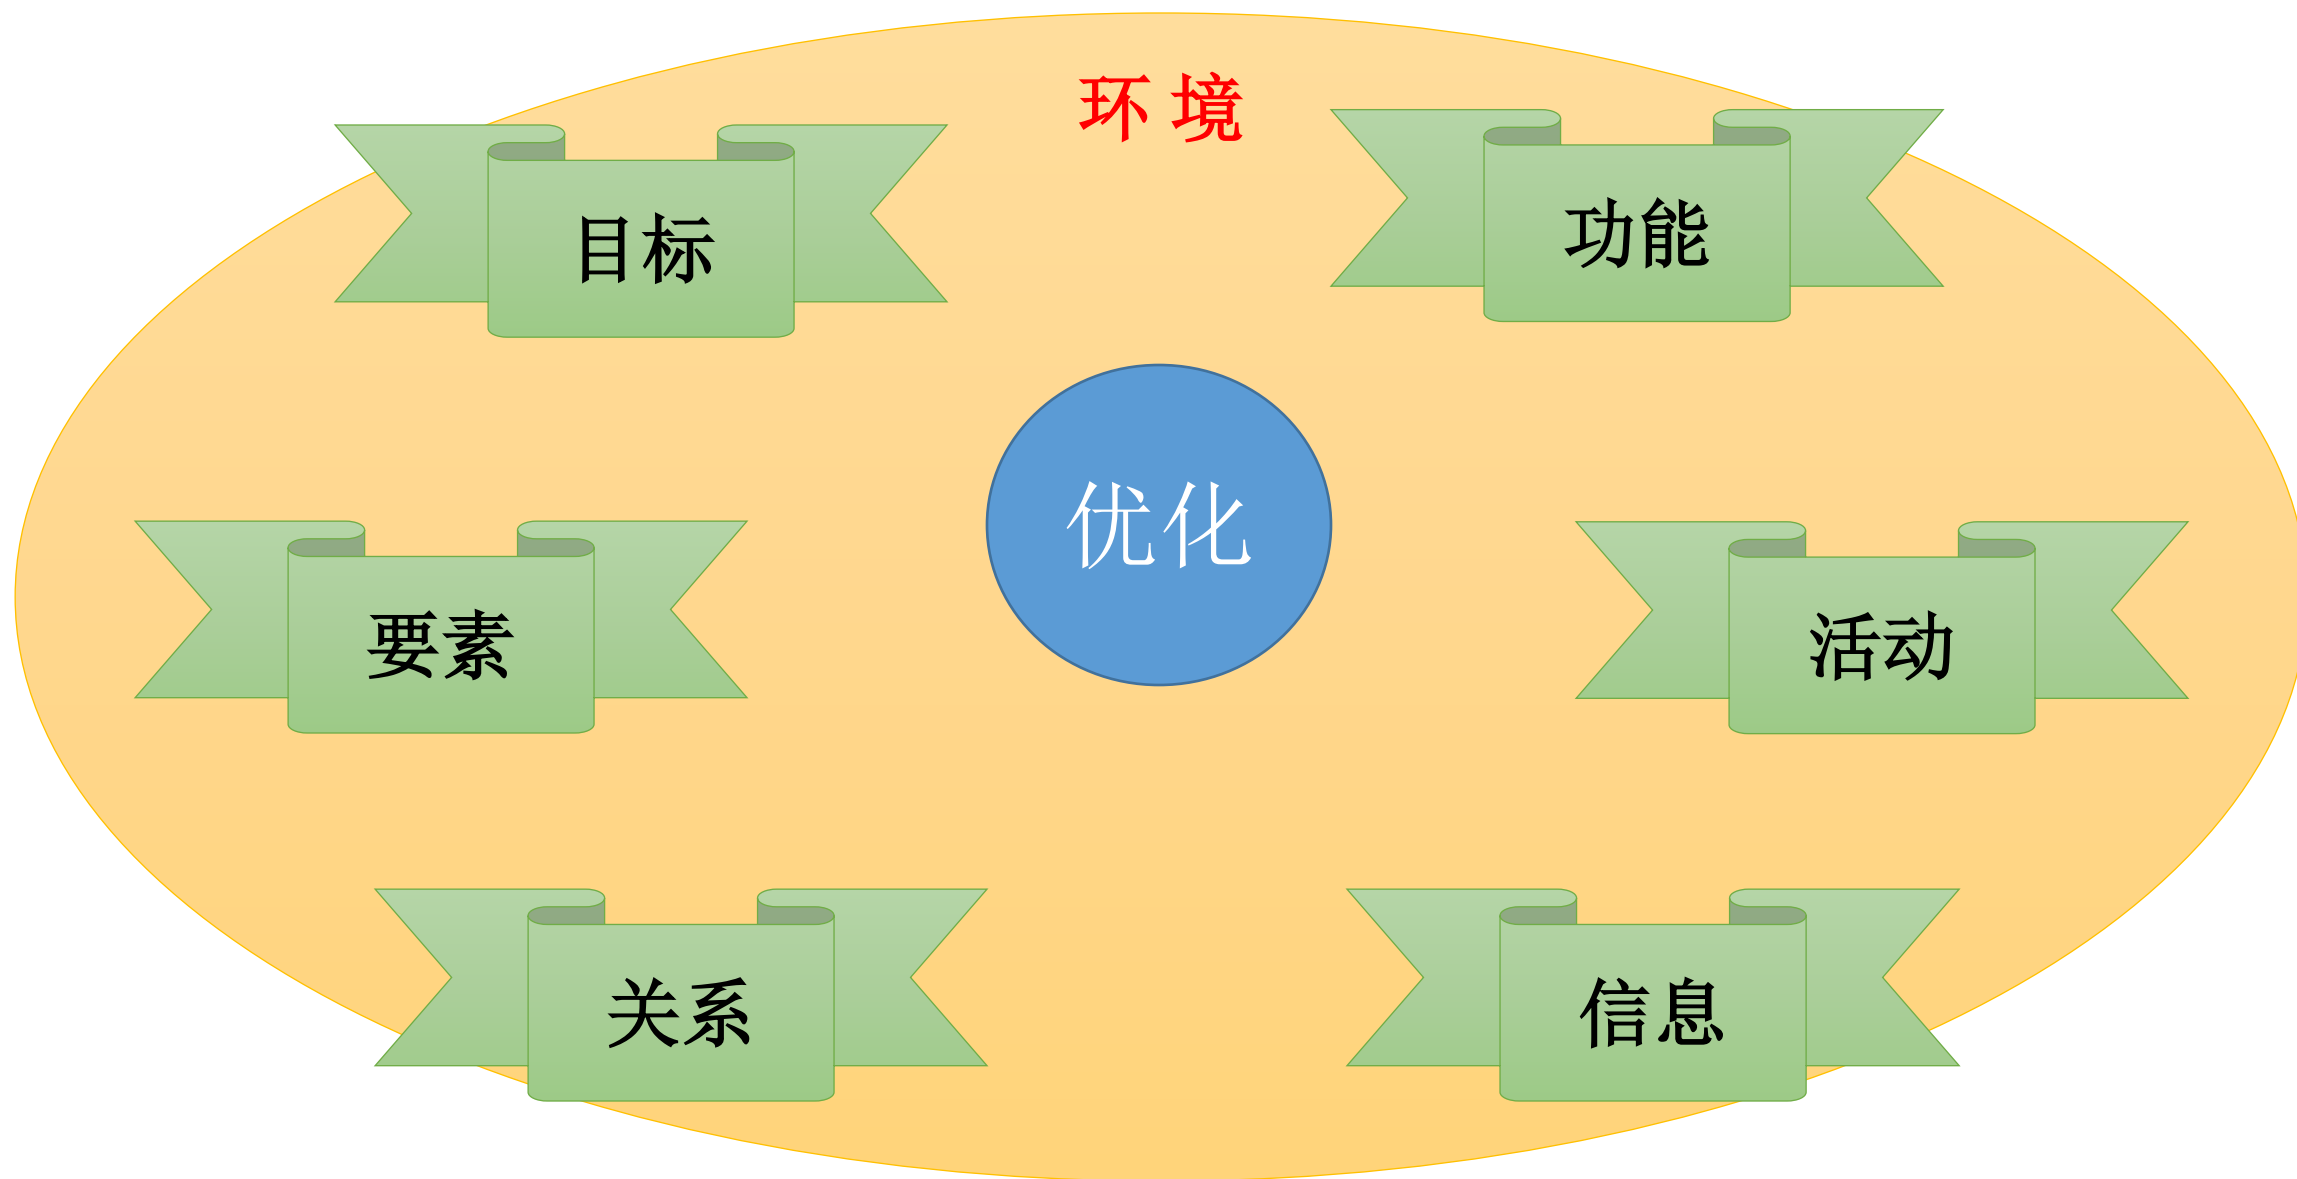 环 境
目标
功能
优化
要素
活动
关系
信息